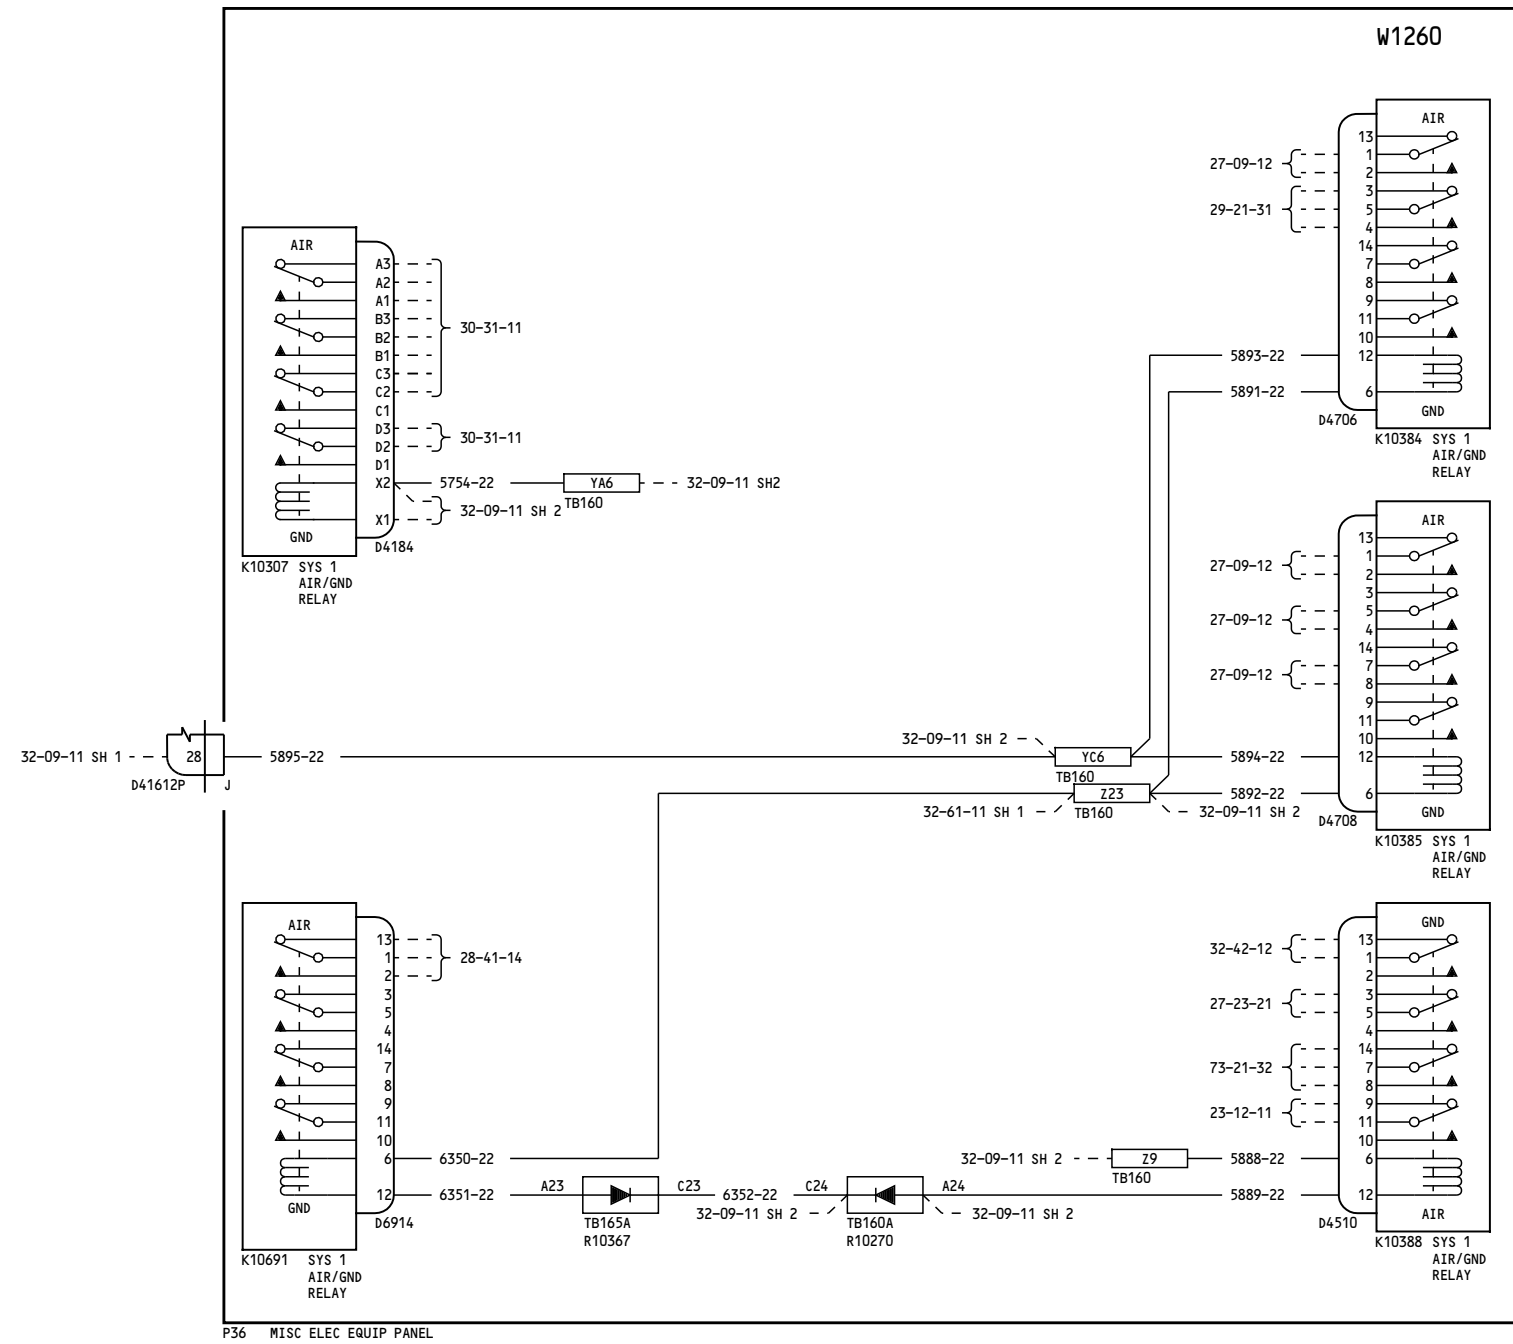 W1260
AIR
13
1
2
3
5
4
14
7
8
9
11
10
12
6
GND
27-09-12
29-21-31
5893-22
5891-22
D4706
K10384 SYS 1
AIR/GND
RELAY
AIR
A3
A2
A1
B3
B2
B1
C3
C2
C1
D3
D2
D1
X2
X1
GND
30-31-11
30-31-11
5754-22
YA6
TB160
32-09-11 SH2
32-09-11 SH 2
D4184
K10307 SYS 1
AIR/GND
RELAY
AIR
13
1
2
3
5
4
14
7
8
9
11
10
12
6
GND
27-09-12
27-09-12
27-09-12
32-09-11 SH 1
28
D41612P
J
5895-22
32-09-11 SH 2
YC6
TB160
5894-22
Z23
TB160
5892-22
32-61-11 SH 1
32-09-11 SH 2
D4708
K10385 SYS 1
AIR/GND
RELAY
AIR
13
1
2
3
5
4
14
7
8
9
11
10
6
12
GND
28-41-14
6350-22
6351-22
D6914
K10691 SYS 1
AIR/GND
RELAY
A23
TB165A
R10367
C23
6352-22
32-09-11 SH 2
C24
TB160A
R10270
A24
32-09-11 SH 2
32-09-11 SH 2
Z9
TB160
5888-22
5889-22
GND
13
1
2
3
5
4
14
7
8
9
11
10
6
12
AIR
32-42-12
27-23-21
73-21-32
23-12-11
D4510
K10388 SYS 1
AIR/GND
RELAY
P36 MISC ELEC EQUIP PANEL